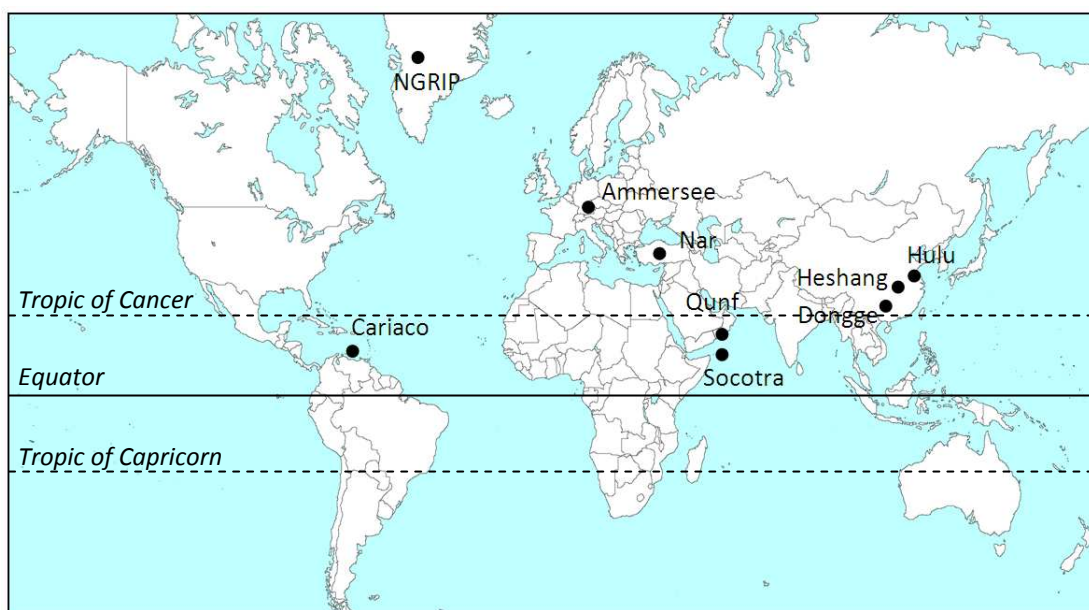 NGRIP
Ammersee
Nar
Hulu
Heshang
Qunf
Dongge
Tropic of Cancer
Cariaco
Socotra
Equator
Tropic of Capricorn